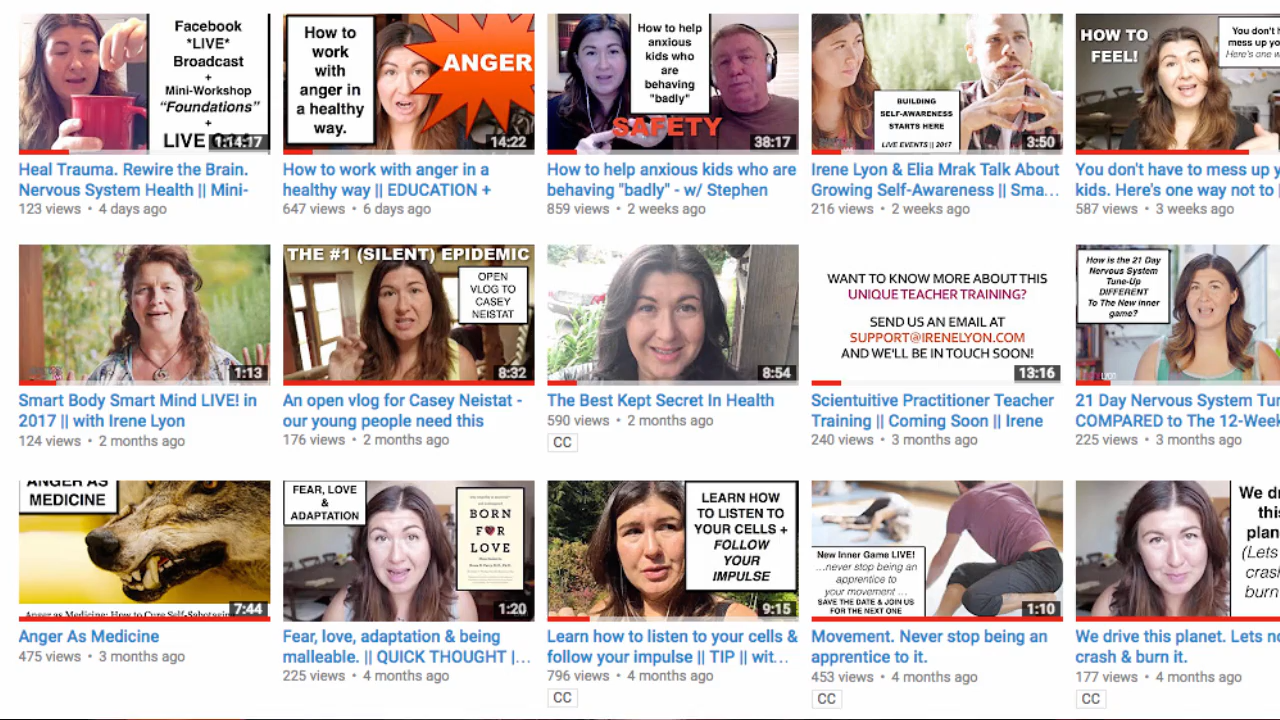 Facebook
*LIVE*
Broadcast
+
Mini-Workshop
"Foundations"
+
LIVE
1:14:17
Heal Trauma. Rewire the Brain.
Nervous System Health || Mini-
123 views • 4 days ago
How to
work
with
anger in
a healthy
way.
ANGER
14:22
How to work with anger in a
healthy way || EDUCATION +
647 views • 6 days ago
How to help
anxious
kids who
are
behaving
"badly"
SAFETY
38:17
How to help anxious kids who are
behaving "badly" - w/ Stephen
859 views • 2 weeks ago
BUILDING
SELF-AWARENESS
STARTS HERE
LIVE EVENTS || 2017
3:50
Irene Lyon & Elia Mrak Talk About
Growing Self-Awareness || Sma...
216 views • 2 weeks ago
HOW TO
FEEL!
You don't h
mess up yo
Here's one w
You don't have to mess up y
kids. Here's one way not to |
587 views • 3 weeks ago
1:13
Smart Body Smart Mind LIVE! in
2017 || with Irene Lyon
124 views • 2 months ago
THE #1 (SILENT) EPIDEMIC
OPEN
VLOG TO
CASEY
NEISTAT
8:32
An open vlog for Casey Neistat -
our young people need this
176 views • 2 months ago
8:54
The Best Kept Secret In Health
590 views • 2 months ago
CC
WANT TO KNOW MORE ABOUT THIS
UNIQUE TEACHER TRAINING?
SEND US AN EMAIL AT
SUPPORT@IRENELYON.COM
AND WE'LL BE IN TOUCH SOON!
13:16
Scientuitive Practitioner Teacher
Training || Coming Soon || Irene
240 views • 3 months ago
How is the 21 Day
Nervous System
Tune-Up
DIFFERENT
To The New inner
game?
21 Day Nervous System Tun
COMPARED to The 12-Week
225 views • 3 months ago
ANGER AS
MEDICINE
Anger as Medicine: How to Cure Self-Sabotagin
7:44
Anger As Medicine
475 views • 3 months ago
FEAR, LOVE
&
ADAPTATION
BORN
FOR
LOVE
1:20
Fear, love, adaptation & being
malleable. || QUICK THOUGHT |...
225 views • 4 months ago
LEARN HOW
TO LISTEN TO
YOUR CELLS +
FOLLOW
YOUR
IMPULSE
9:15
Learn how to listen to your cells &
follow your impulse || TIP || wit...
796 views • 4 months ago
CC
New Inner Game LIVE!
...never stop being an
apprentice to
your movement ...
SAVE THE DATE & JOIN US
FOR THE NEXT ONE
1:10
Movement. Never stop being an
apprentice to it.
453 views • 4 months ago
CC
We dr
this
plan
(Lets
crash
burn
We drive this planet. Lets no
crash & burn it.
177 views • 4 months ago
CC